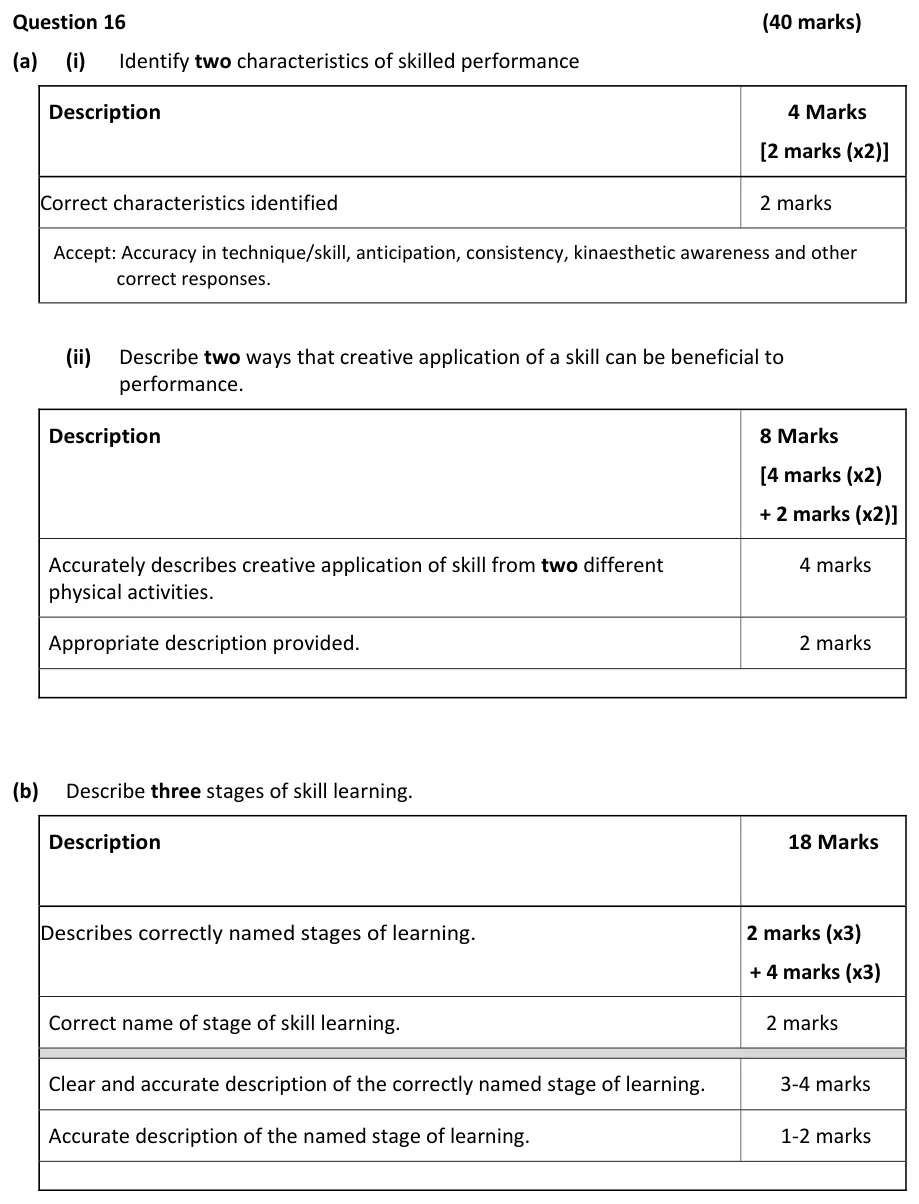 Question 16 (40 marks)
(a) (i) Identify two characteristics of skilled performance
Description 4 Marks
[2 marks (x2)]
Correct characteristics identified 2 marks
Accept: Accuracy in technique/skill, anticipation, consistency, kinaesthetic awareness and other
correct responses.
(ii) Describe two ways that creative application of a skill can be beneficial to
performance.
Description 8 Marks
[4 marks (x2)
+ 2 marks (x2)]
Accurately describes creative application of skill from two different 4 marks
physical activities.
Appropriate description provided. 2 marks
(b) Describe three stages of skill learning.
Description 18 Marks
Describes correctly named stages of learning. 2 marks (x3)
+ 4 marks (x3)
Correct name of stage of skill learning. 2 marks
Clear and accurate description of the correctly named stage of learning. 3-4 marks
Accurate description of the named stage of learning. 1-2 marks